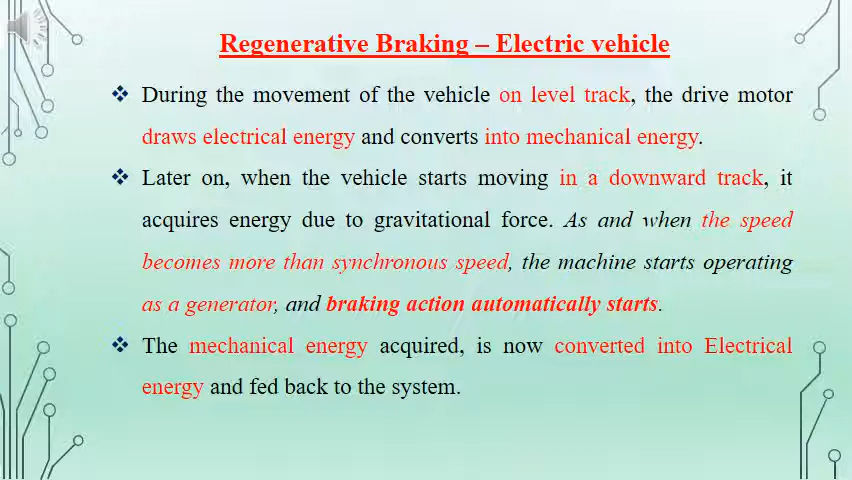 Regenerative Braking – Electric vehicle
❖ During the movement of the vehicle on level track, the drive motor
draws electrical energy and converts into mechanical energy.
❖ Later on, when the vehicle starts moving in a downward track, it
acquires energy due to gravitational force. As and when the speed
becomes more than synchronous speed, the machine starts operating
as a generator, and braking action automatically starts.
❖ The mechanical energy acquired, is now converted into Electrical
energy and fed back to the system.